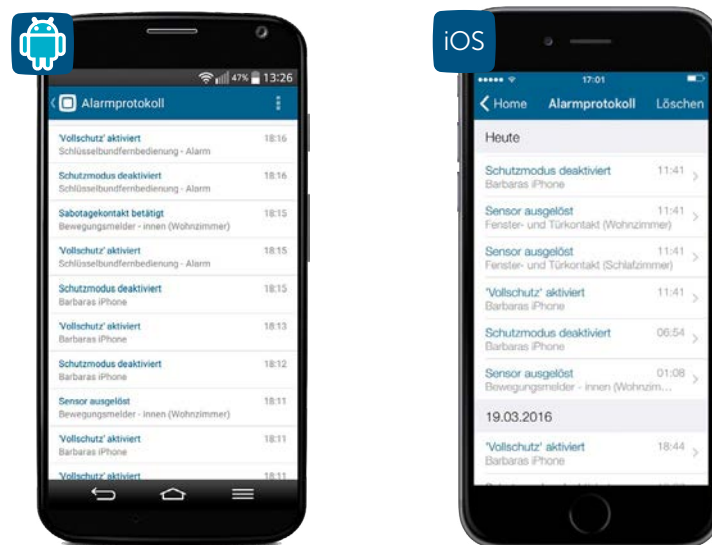 47% 13:26
Alarmprotokoll
'Vollschutz' aktiviert 18:16
Schlüsselbundfernbedienung - Alarm
Schutzmodus deaktiviert 18:16
Schlüsselbundfernbedienung - Alarm
Sabotagekontakt betätigt 18:15
Bewegungsmelder - innen (Wohnzimmer)
'Vollschutz' aktiviert 18:15
Schlüsselbundfernbedienung - Alarm
Schutzmodus deaktiviert 18:15
Barbaras iPhone
'Vollschutz' aktiviert 18:13
Barbaras iPhone
Schutzmodus deaktiviert 18:12
Barbaras iPhone
Sensor ausgelöst 18:11
Bewegungsmelder - innen (Wohnzimmer)
'Vollschutz' aktiviert 18:11
Barbaras iPhone
'Vollschutz' aktiviert 18:11
iOS
17:01
Home Alarmprotokoll Löschen
Heute
Schutzmodus deaktiviert 11:41
Barbaras iPhone
Sensor ausgelöst 11:41
Fenster- und Türkontakt (Wohnzimmer)
Sensor ausgelöst 11:41
Fenster- und Türkontakt (Schlafzimmer)
'Vollschutz' aktiviert 11:41
Barbaras iPhone
Schutzmodus deaktiviert 06:54
Barbaras iPhone
Sensor ausgelöst 01:08
Bewegungsmelder - innen (Wohnzim...
19.03.2016
'Vollschutz' aktiviert 18:44
Barbaras iPhone